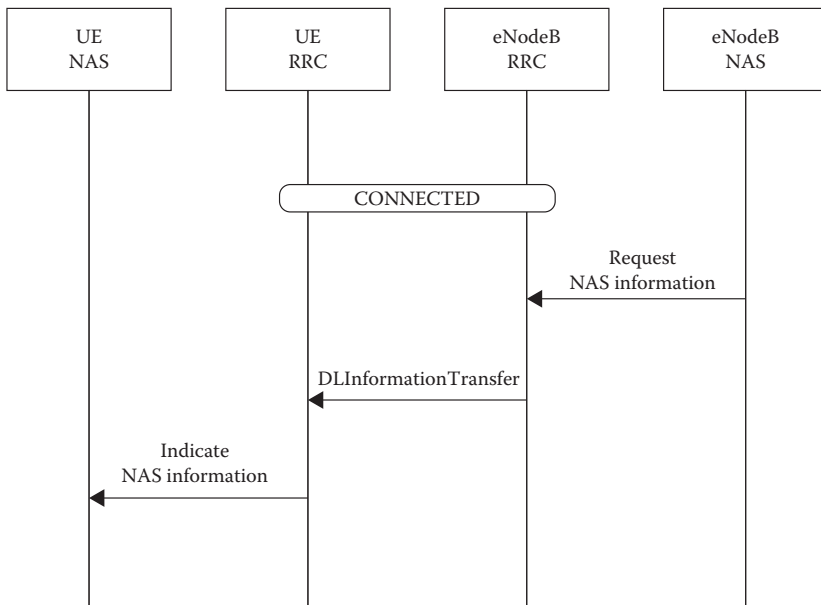 UE
NAS
UE
RRC
eNodeB
RRC
eNodeB
NAS
CONNECTED
Request
NAS information
DLInformationTransfer
Indicate
NAS information